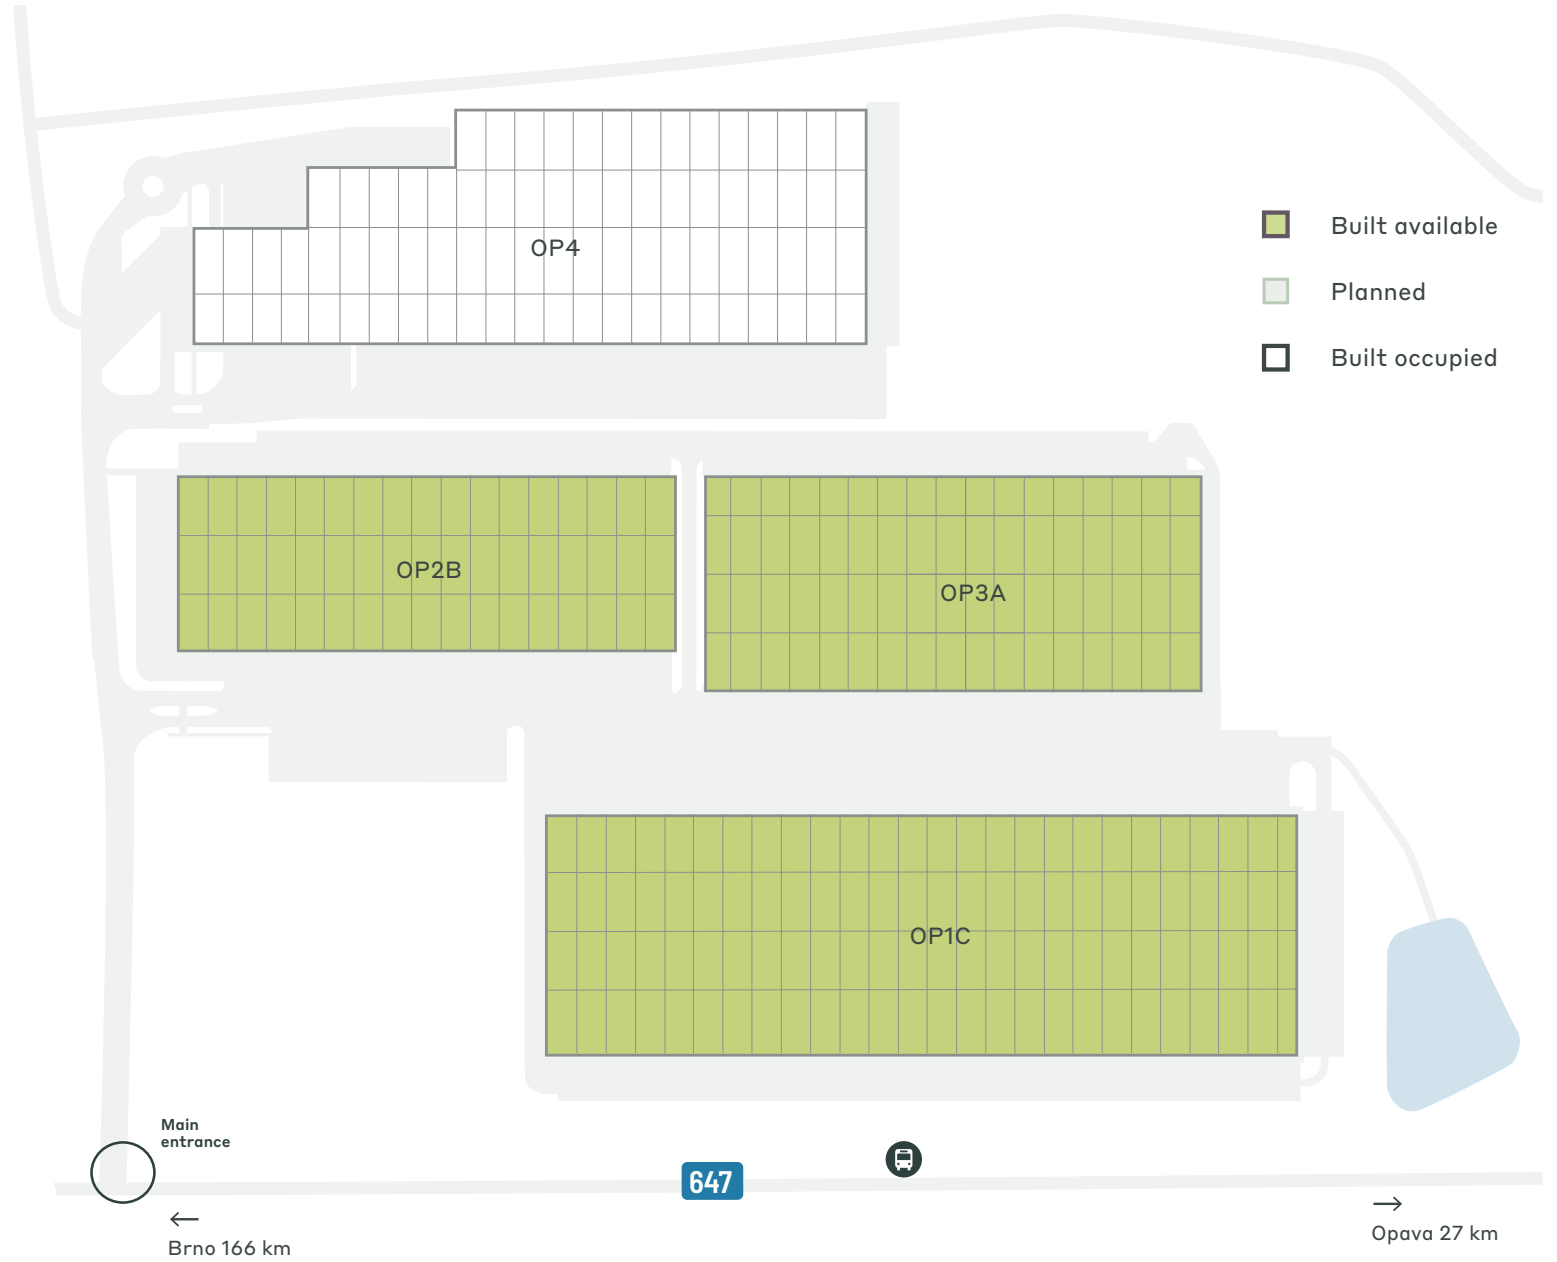 OP4
Built available
Planned
Built occupied
OP2B
OP3A
OP1C
Main
entrance
647
Brno 166 km
Opava 27 km